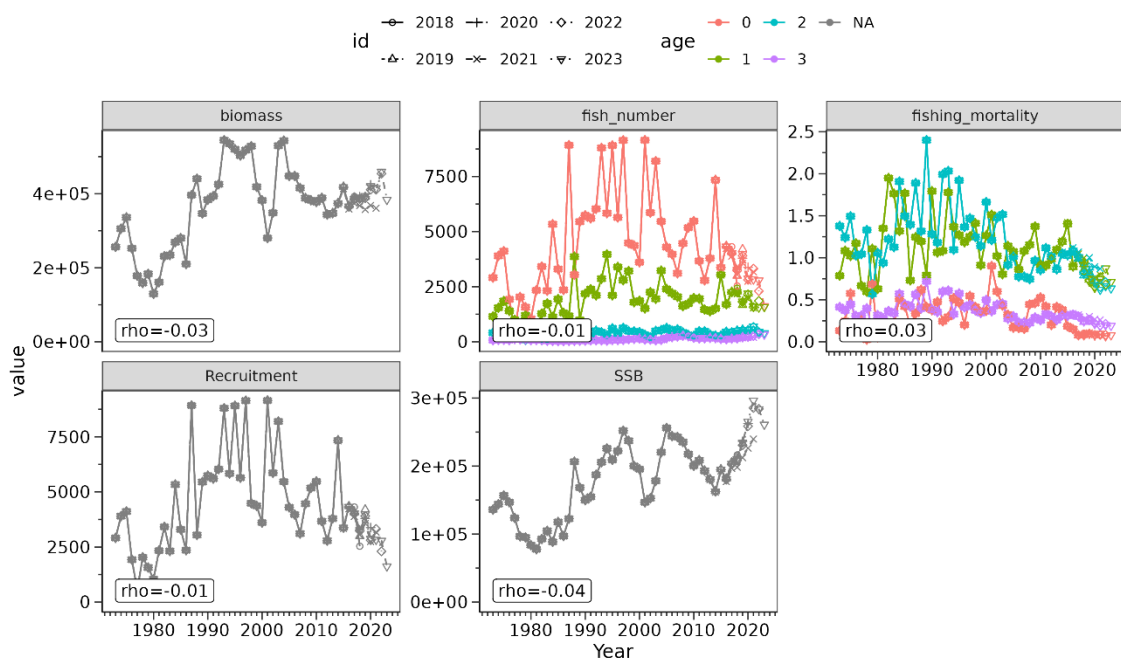 id 2018 2020 2022 age 0 2 NA
2019 2021 2023 1 3
biomass fish_number fishing_mortality
4e+05
2e+05
0e+00
rho=-0.03
7500
5000
2500
0
rho=-0.01
2.5
2.0
1.5
1.0
0.5
0.0
rho=0.03
1980 1990 2000 2010 2020
value
Recruitment SSB
7500
5000
2500
0
rho=-0.01
3e+05
2e+05
1e+05
0e+00
rho=-0.04
1980 1990 2000 2010 2020 1980 1990 2000 2010 2020
Year